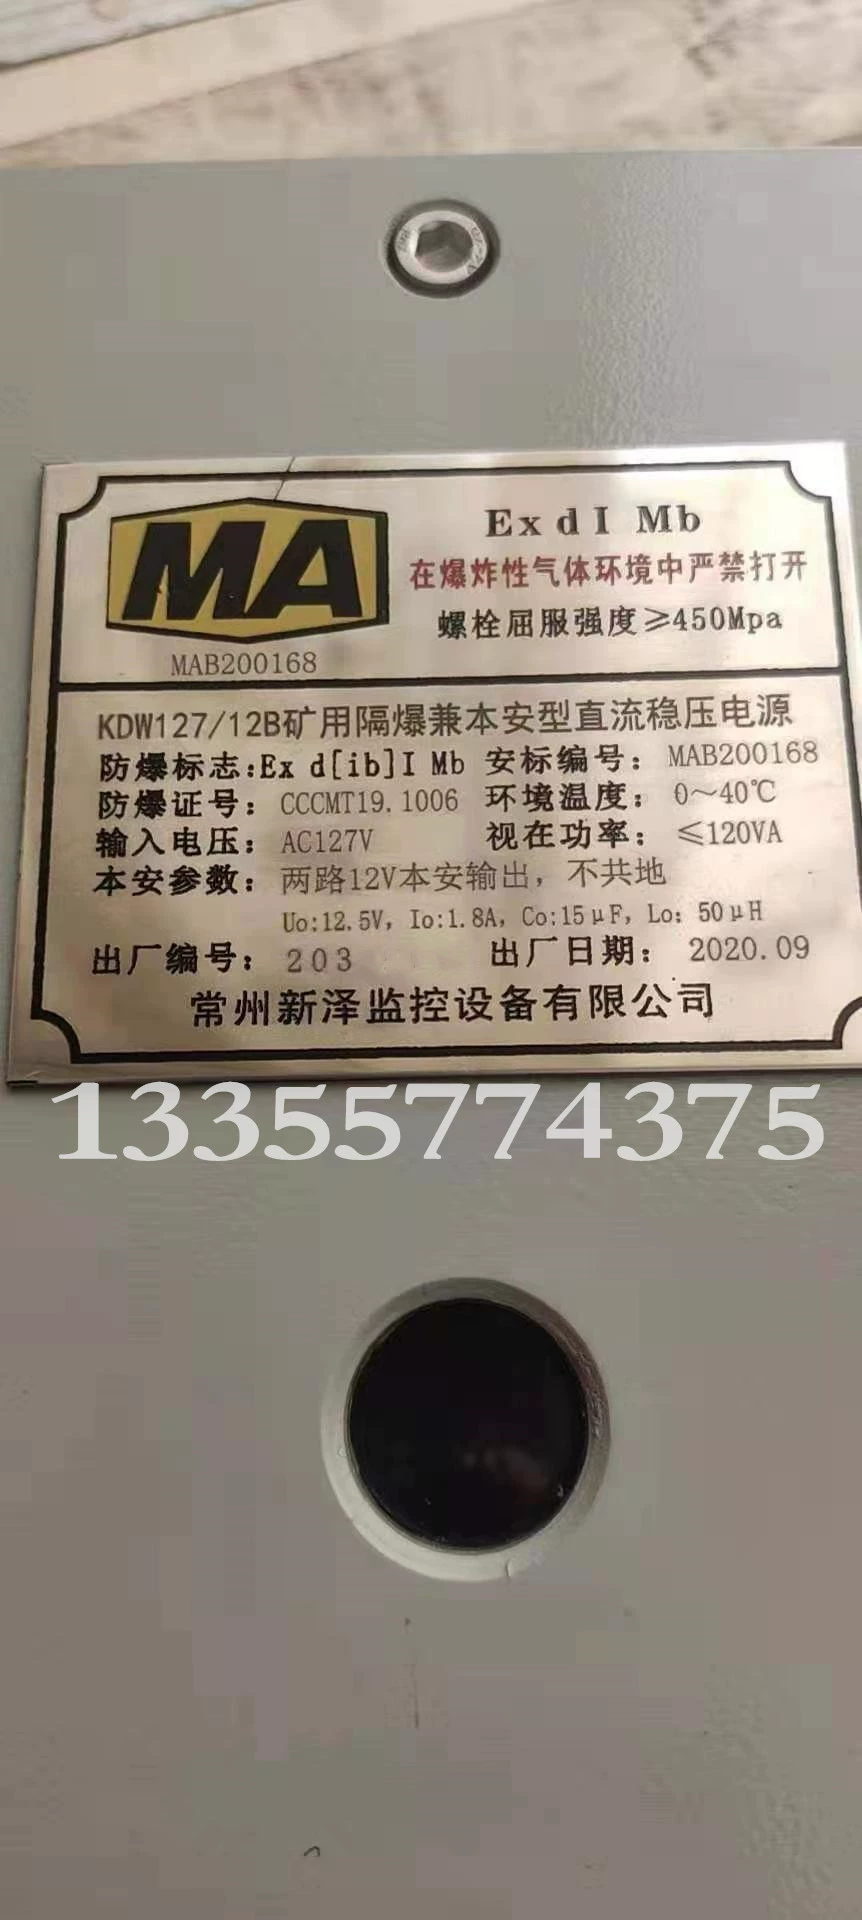 MA
Ex d I Mb
在爆炸性气体环境中严禁打开
螺栓屈服强度≥450Mpa
MAB200168
KDW127/12B矿用隔爆兼本安型直流稳压电源
防爆标志:Ex d[ib]I Mb 安标编号: MAB200168
防爆证号: CCCMT19.1006 环境温度: 0～40℃
输入电压: AC127V 视在功率: ≤120VA
本安参数: 两路12V本安输出, 不共地
Uo:12.5V, Io:1.8A, Co:15μF, Lo: 50μH
出厂编号: 203 出厂日期: 2020.09
常州新泽监控设备有限公司
13355774375